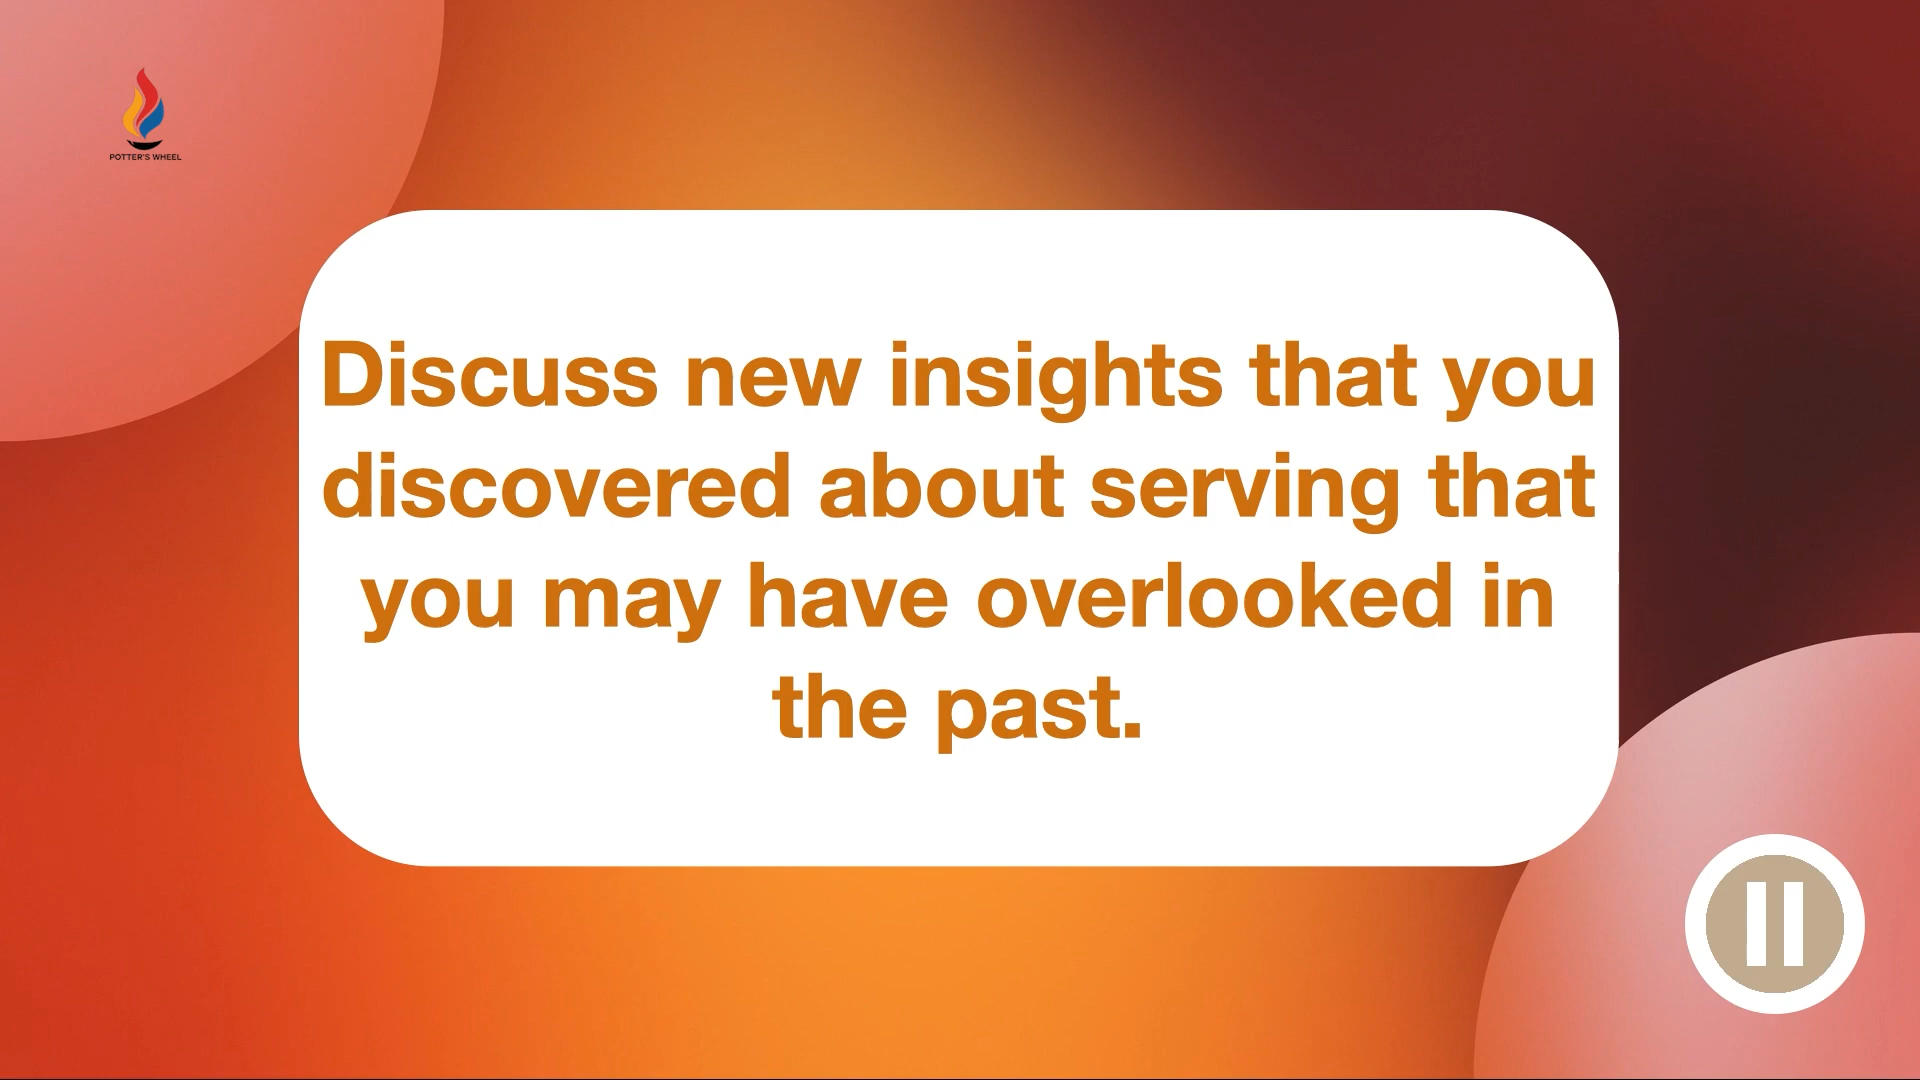 POTTER'S WHEEL
Discuss new insights that you
discovered about serving that
you may have overlooked in
the past.